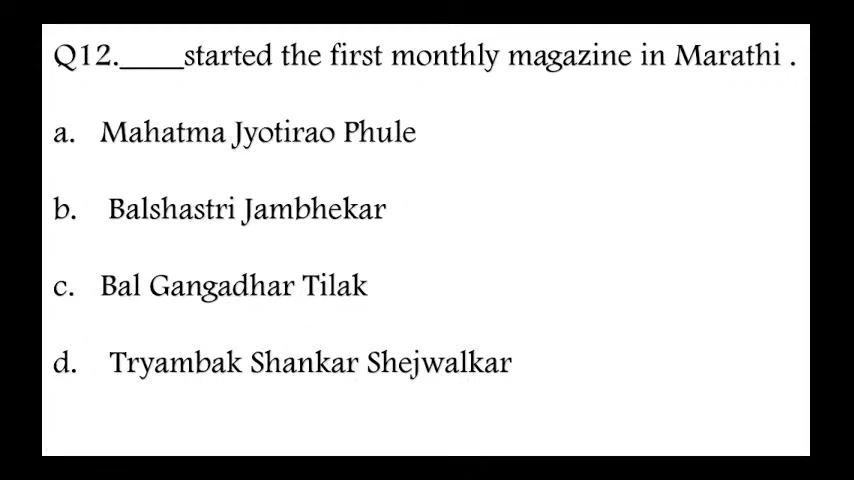 Q12.____started the first monthly magazine in Marathi .
a. Mahatma Jyotirao Phule
b. Balshastri Jambhekar
c. Bal Gangadhar Tilak
d. Tryambak Shankar Shejwalkar